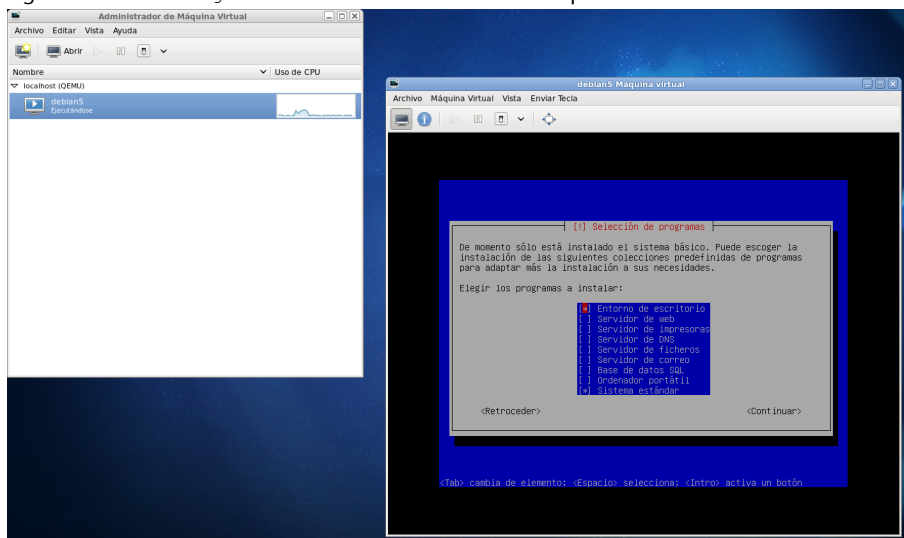 Administrador de Máquina Virtual
Archivo Editar Vista Ayuda
Abrir
Nombre
Uso de CPU
localhost (QEMU)
debian5
Ejecutándose
debian5 Máquina virtual
Archivo Máquina Virtual Vista Enviar Tecla
[!] Selección de programas
De momento sólo está instalado el sistema básico. Puede escoger la
instalación de las siguientes colecciones predefinidas de programas
para adaptar más la instalación a sus necesidades.
Elegir los programas a instalar:
[*] Entorno de escritorio
[ ] Servidor de web
[ ] Servidor de impresoras
[ ] Servidor de DNS
[ ] Servidor de ficheros
[ ] Servidor de correo
[ ] Base de datos SQL
[ ] Ordenador portátil
[*] Sistema estándar
<Retroceder> <Continuar>
<Tab> cambia de elemento; <Espacio> selecciona; <Intro> activa un botón